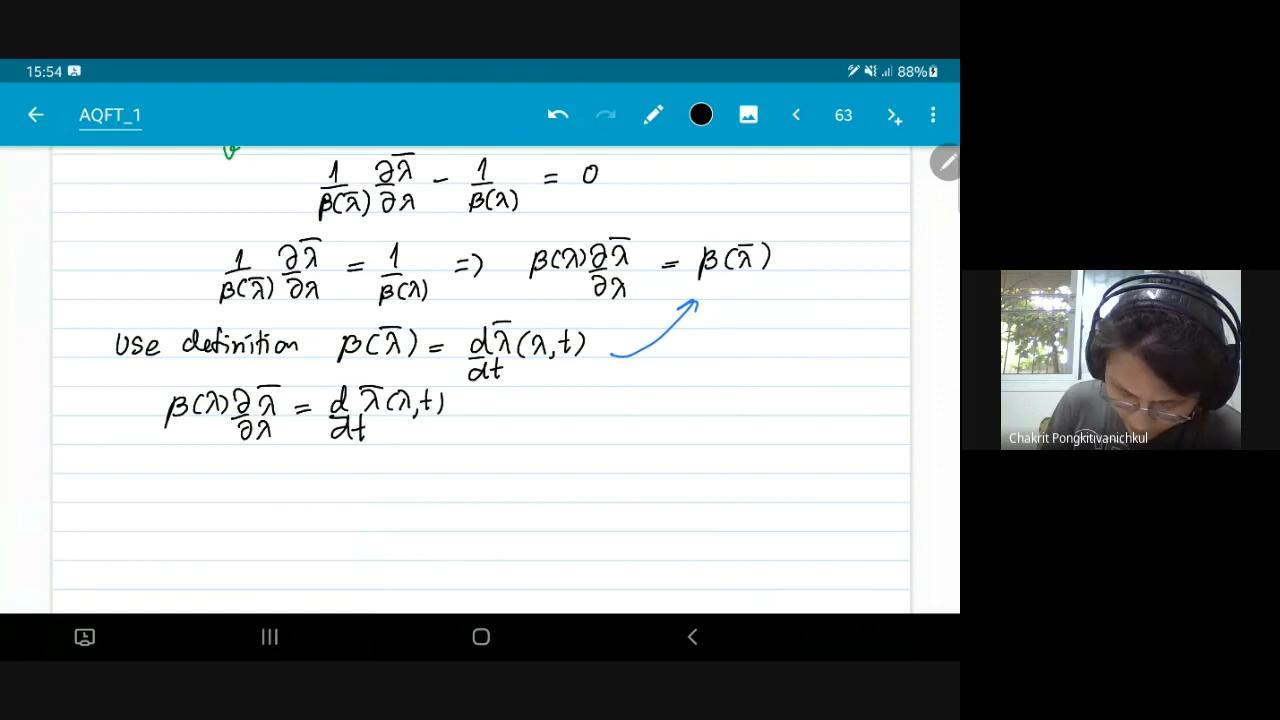 15:54 88%
AQFT_1 63
1/β(λ̄) ∂λ̄/∂λ - 1/β(λ) = 0
1/β(λ̄) ∂λ̄/∂λ = 1/β(λ) => β(λ)∂λ̄/∂λ = β(λ̄)
Use definition β(λ̄) = dλ̄/dt (λ,t)
β(λ)∂λ̄/∂λ = d/dt λ̄(λ,t)
Chakrit Pongkitivanichkul